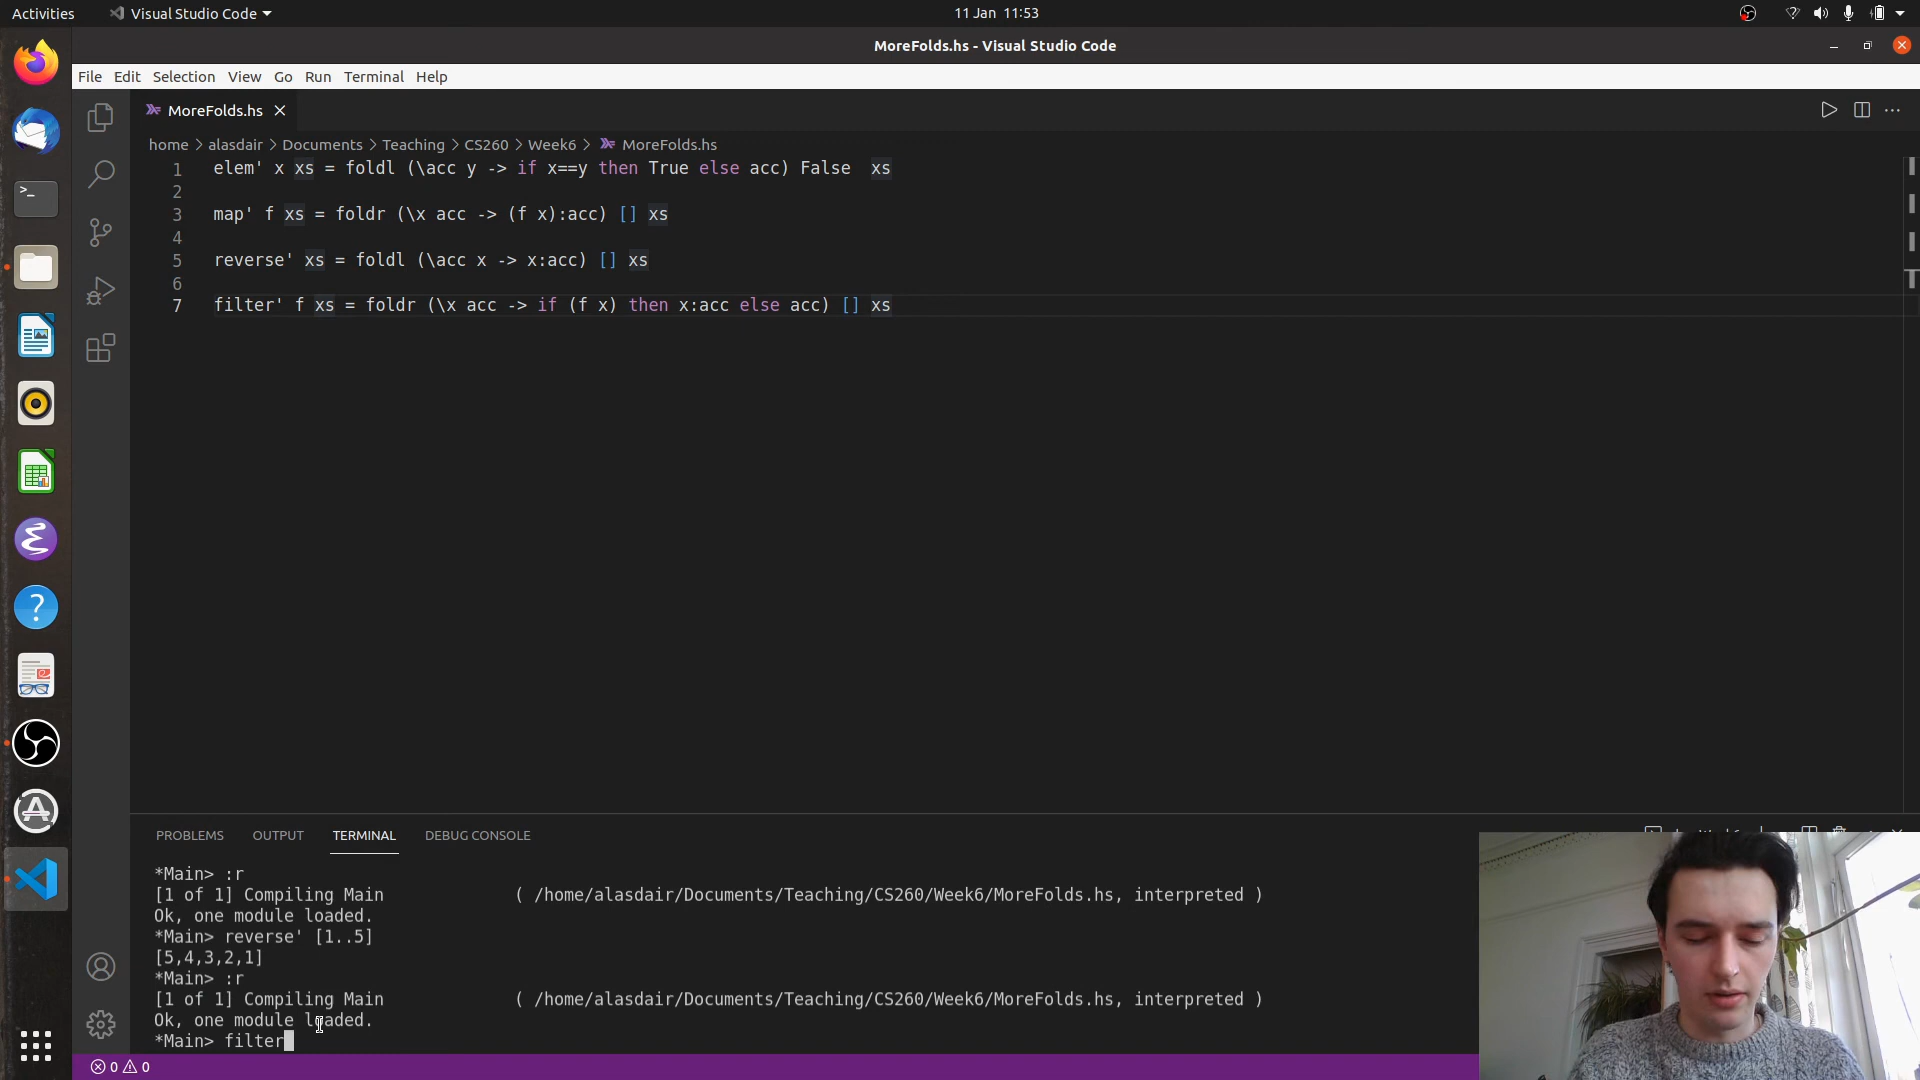 Activities
Visual Studio Code
11 Jan 11:53
MoreFolds.hs - Visual Studio Code
File Edit Selection View Go Run Terminal Help
MoreFolds.hs
home > alasdair > Documents > Teaching > CS260 > Week6 > MoreFolds.hs
1 elem' x xs = foldl (\acc y -> if x==y then True else acc) False  xs
2
3 map' f xs = foldr (\x acc -> (f x):acc) [] xs
4
5 reverse' xs = foldl (\acc x -> x:acc) [] xs
6
7 filter' f xs = foldr (\x acc -> if (f x) then x:acc else acc) [] xs
PROBLEMS OUTPUT TERMINAL DEBUG CONSOLE
*Main> :r
[1 of 1] Compiling Main ( /home/alasdair/Documents/Teaching/CS260/Week6/MoreFolds.hs, interpreted )
Ok, one module loaded.
*Main> reverse' [1..5]
[5,4,3,2,1]
*Main> :r
[1 of 1] Compiling Main ( /home/alasdair/Documents/Teaching/CS260/Week6/MoreFolds.hs, interpreted )
Ok, one module loaded.
*Main> filter
0 0